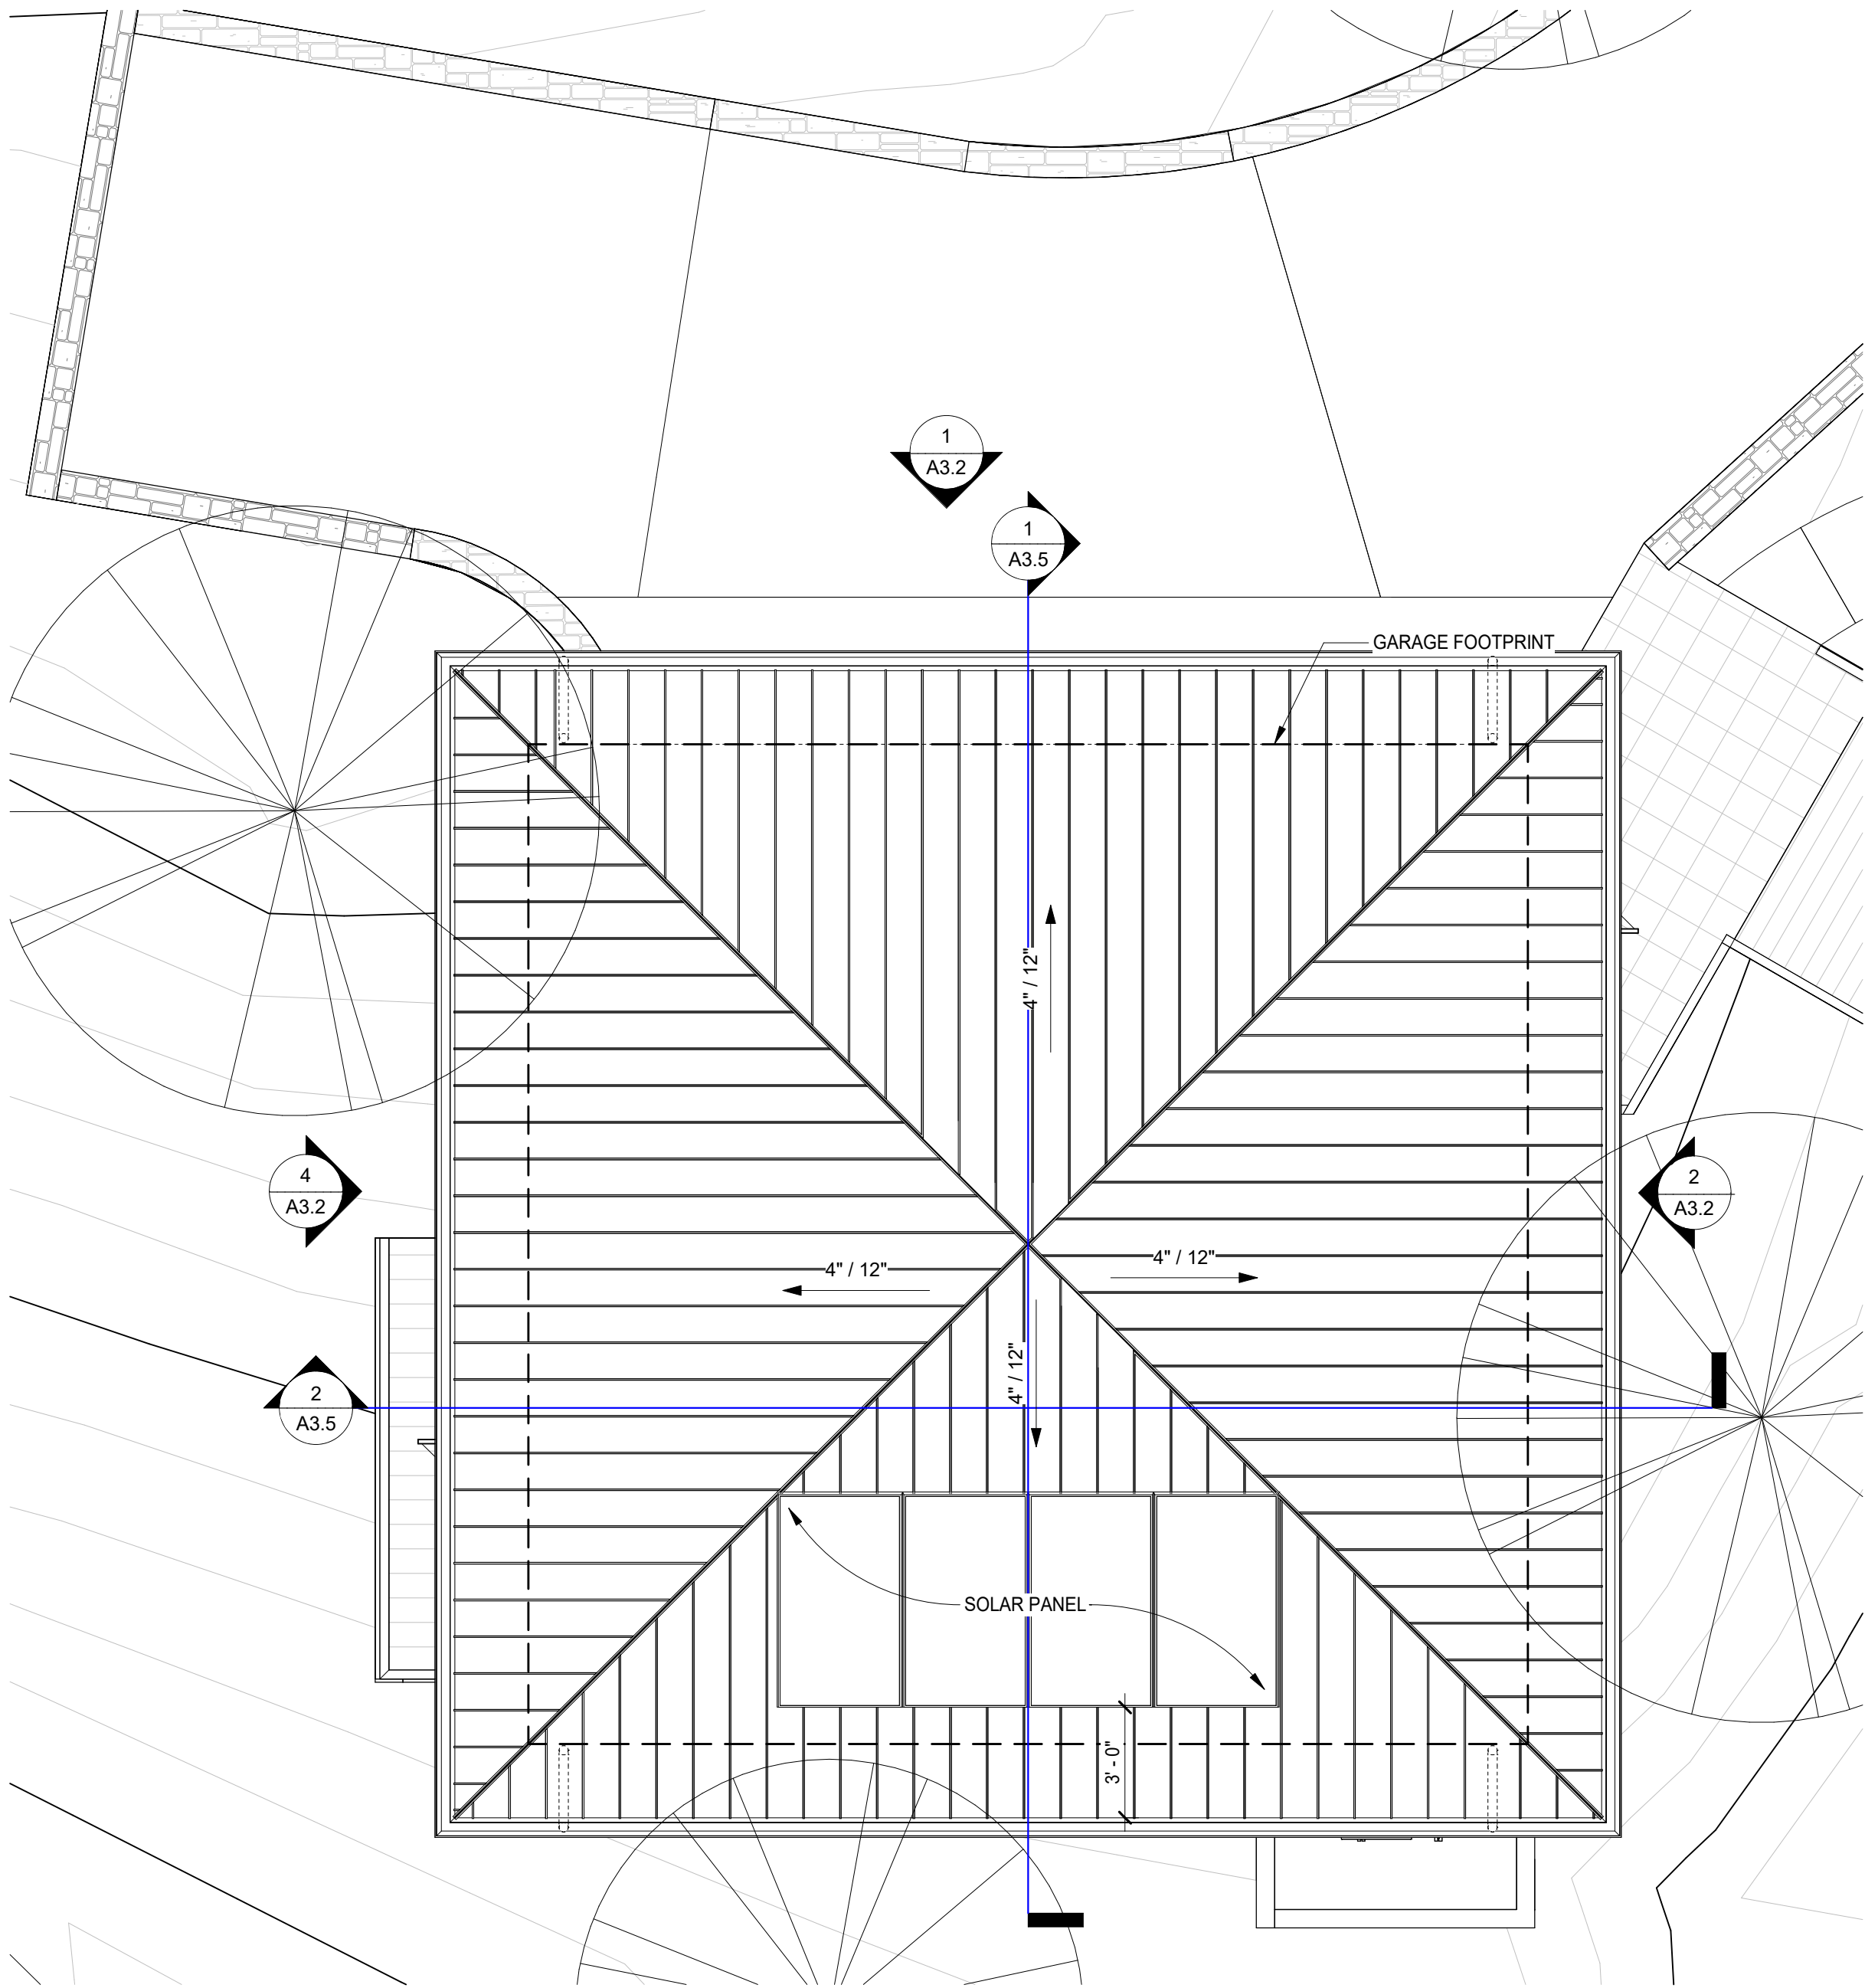 1
A3.2
1
A3.5
GARAGE FOOTPRINT
4" / 12"
4
A3.2
2
A3.2
4" / 12"
4" / 12"
4" / 12"
2
A3.5
SOLAR PANEL
3' - 0"